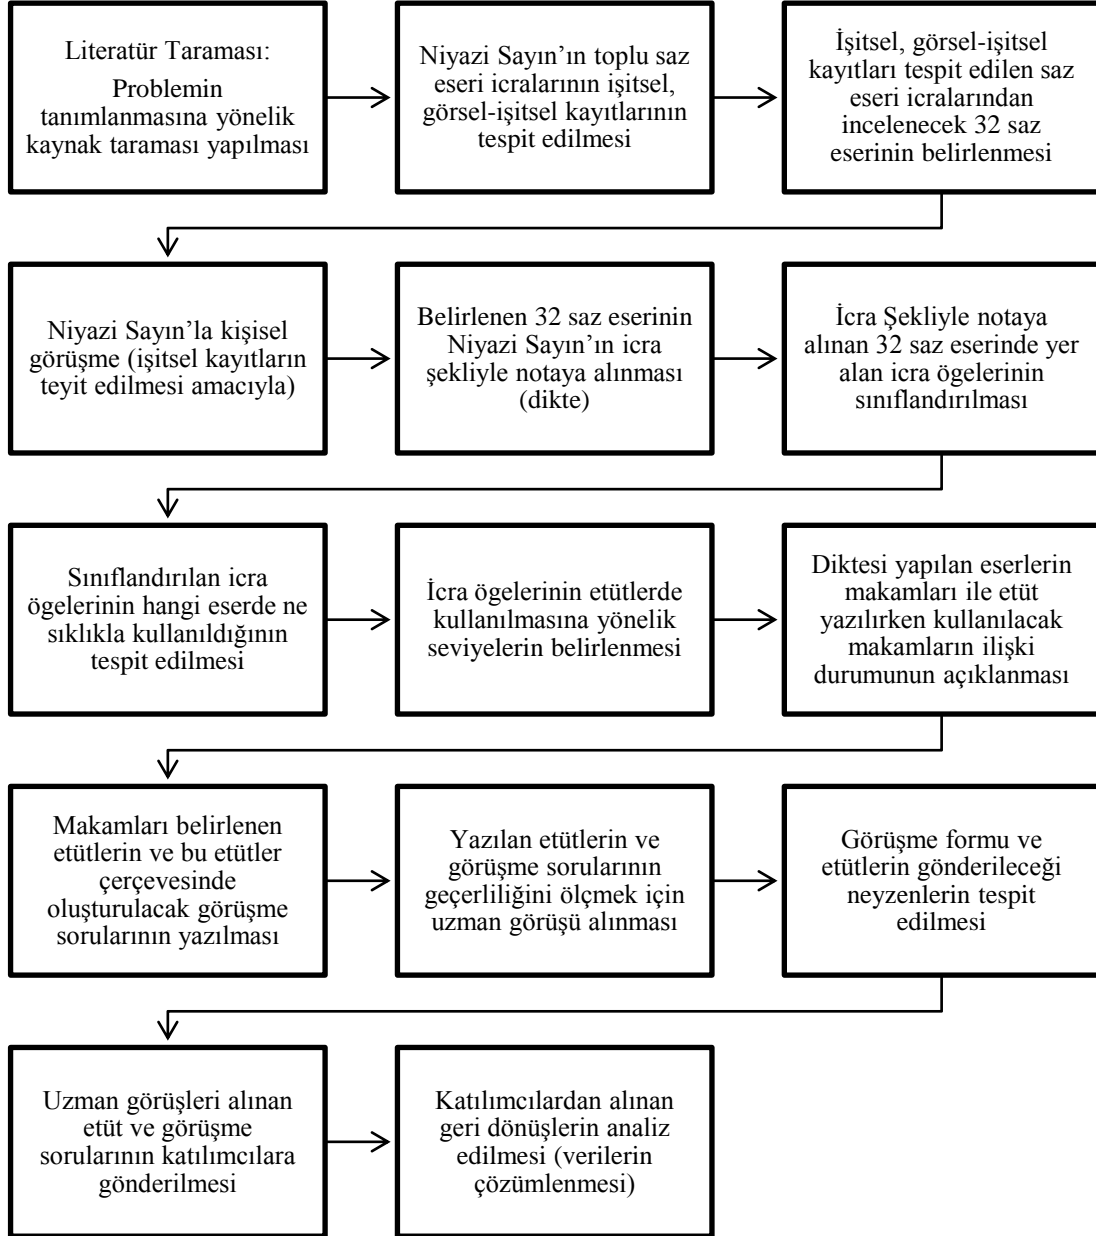 Literatür Taraması:
Problemin
tanımlanmasına yönelik
kaynak taraması yapılması
Niyazi Sayın’ın toplu saz
eseri icralarının işitsel,
görsel-işitsel kayıtlarının
tespit edilmesi
İşitsel, görsel-işitsel
kayıtları tespit edilen saz
eseri icralarından
incelenecek 32 saz
eserinin belirlenmesi
Niyazi Sayın’la kişisel
görüşme (işitsel kayıtların
teyit edilmesi amacıyla)
Belirlenen 32 saz eserinin
Niyazi Sayın’ın icra
şekliyle notaya alınması
(dikte)
İcra Şekliyle notaya
alınan 32 saz eserinde yer
alan icra ögelerinin
sınıflandırılması
Sınıflandırılan icra
ögelerinin hangi eserde ne
sıklıkla kullanıldığının
tespit edilmesi
İcra ögelerinin etütlerde
kullanılmasına yönelik
seviyelerin belirlenmesi
Diktesi yapılan eserlerin
makamları ile etüt
yazılırken kullanılacak
makamların ilişki
durumunun açıklanması
Makamları belirlenen
etütlerin ve bu etütler
çerçevesinde
oluşturulacak görüşme
sorularının yazılması
Yazılan etütlerin ve
görüşme sorularının
geçerliliğini ölçmek için
uzman görüşü alınması
Görüşme formu ve
etütlerin gönderileceği
neyzenlerin tespit
edilmesi
Uzman görüşleri alınan
etüt ve görüşme
sorularının katılımcılara
gönderilmesi
Katılımcılardan alınan
geri dönüşlerin analiz
edilmesi (verilerin
çözümlenmesi)